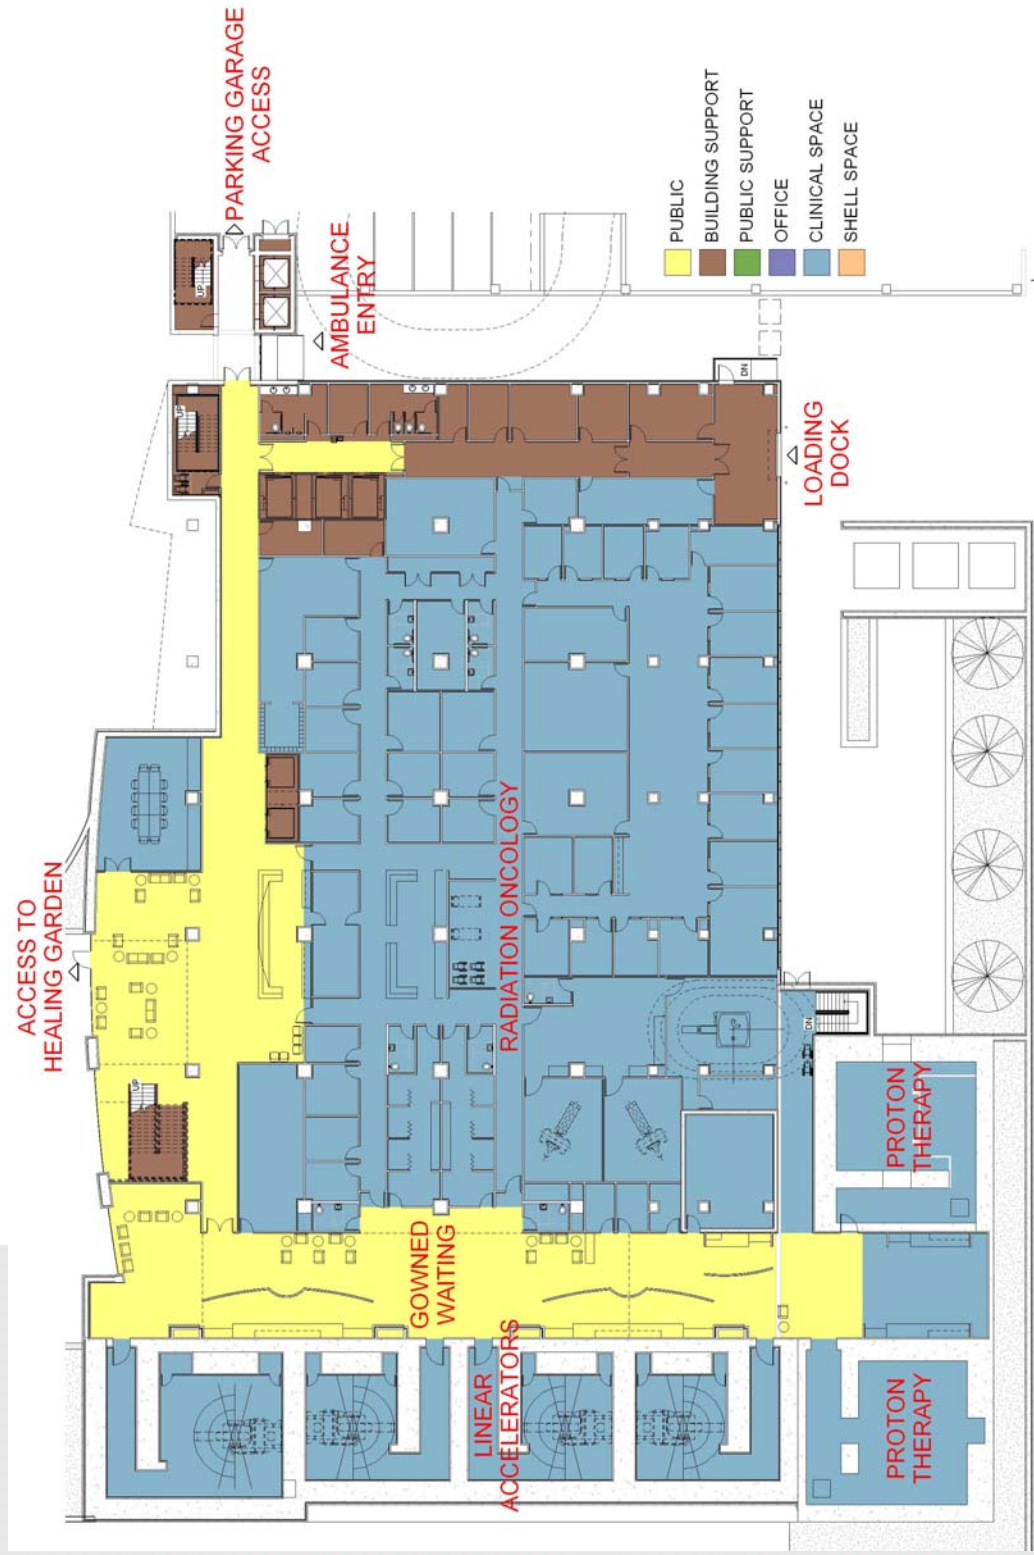 PARKING GARAGE
ACCESS
AMBULANCE
ENTRY
PUBLIC
BUILDING SUPPORT
PUBLIC SUPPORT
OFFICE
CLINICAL SPACE
SHELL SPACE
UP
UP
DN
LOADING
DOCK
ACCESS TO
HEALING GARDEN
RADIATION ONCOLOGY
UP
DN
GOWNED
WAITING
LINEAR
ACCELERATORS
PROTON
THERAPY
PROTON
THERAPY